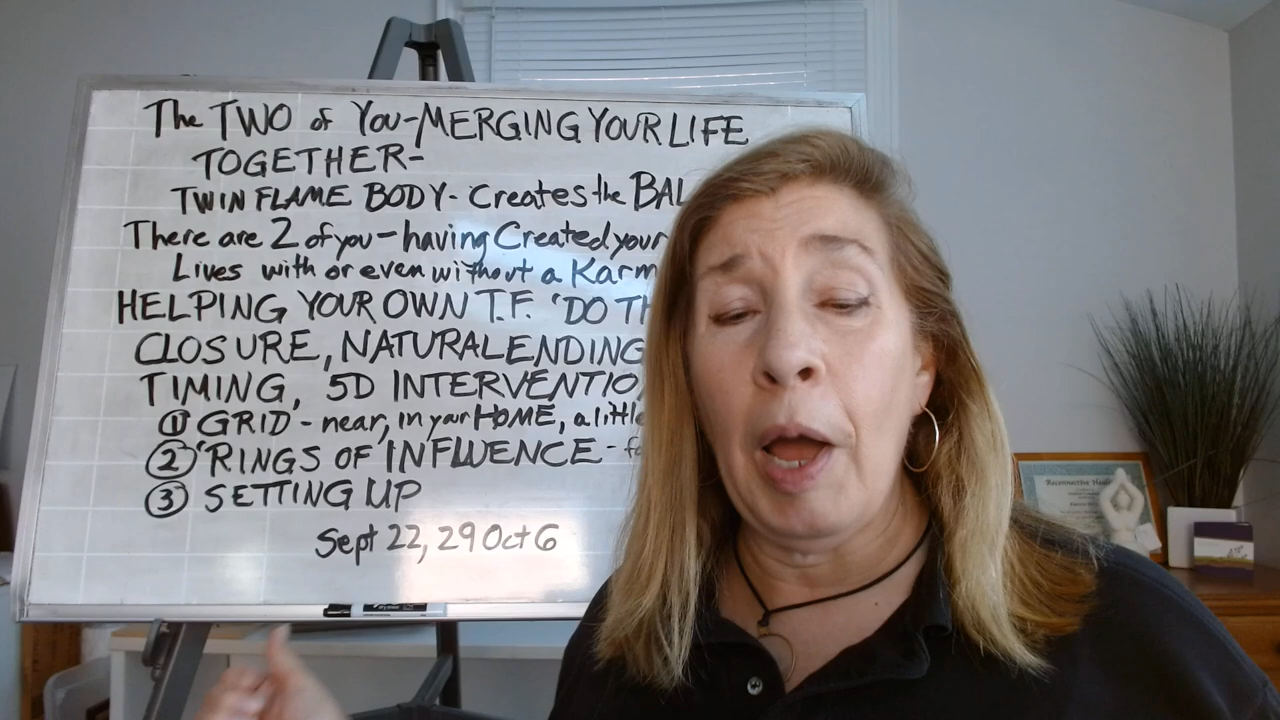 The TWO of You-MERGING YOUR LIFE
TOGETHER-
TWIN FLAME BODY- Creates the BAL
There are 2 of you - having Created your
Lives with or even without a Karm
HELPING YOUR OWN T.F. 'DO TH
CLOSURE, NATURAL ENDING
TIMING, 5D INTERVENTIO
① GRID - near, in your HOME, a little
② 'RINGS OF INFLUENCE -
③ SETTING UP
Sept 22, 29 Oct 6
Reconnective Heal